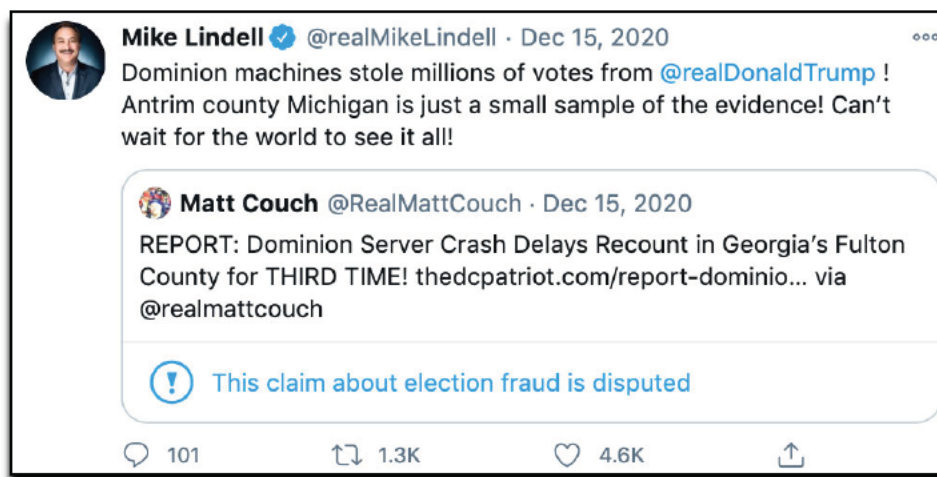 Mike Lindell @realMikeLindell · Dec 15, 2020
Dominion machines stole millions of votes from @realDonaldTrump !
Antrim county Michigan is just a small sample of the evidence! Can’t
wait for the world to see it all!
Matt Couch @RealMattCouch · Dec 15, 2020
REPORT: Dominion Server Crash Delays Recount in Georgia’s Fulton
County for THIRD TIME! thedcpatriot.com/report-dominio... via
@realmattcouch
This claim about election fraud is disputed
101 1.3K 4.6K